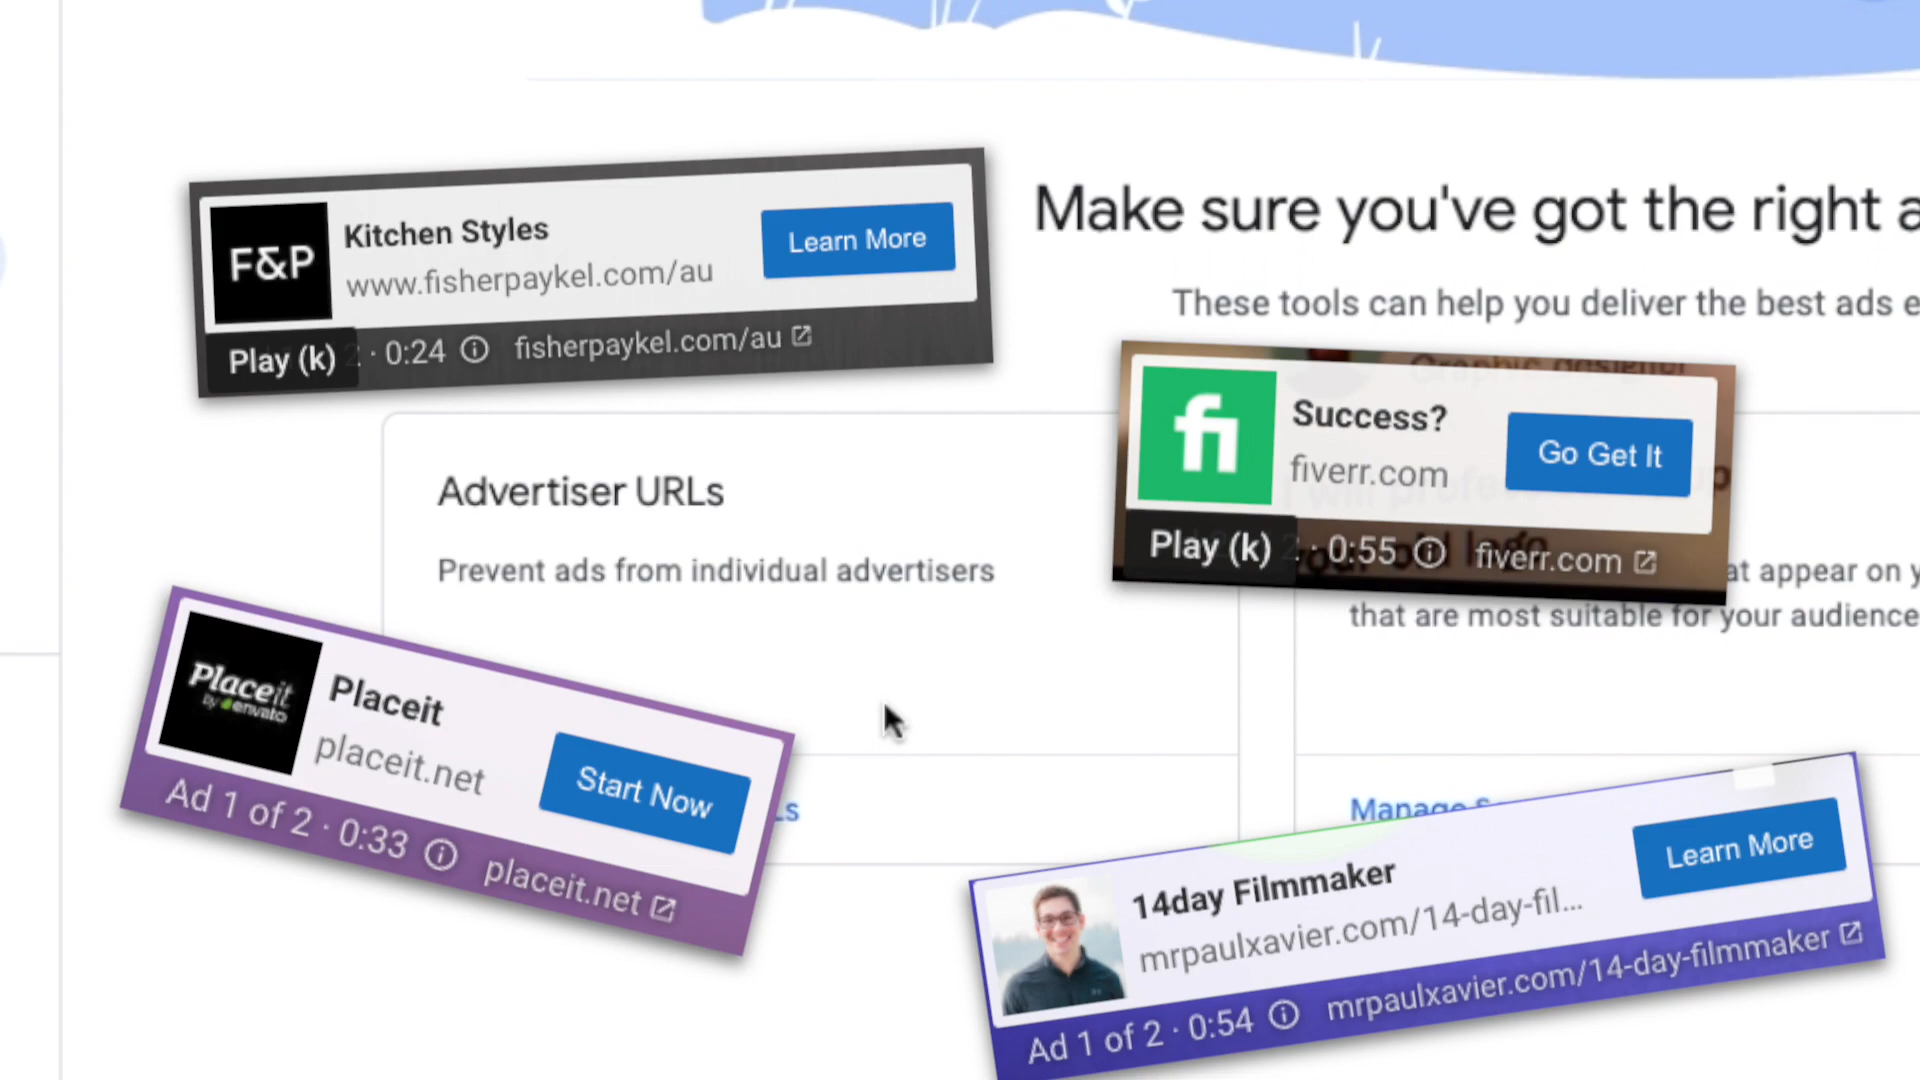 Make sure you've got the right a
These tools can help you deliver the best ads e
F&P
Kitchen Styles
www.fisherpaykel.com/au
Learn More
Play (k)
· 0:24 fisherpaykel.com/au
Graphic designer
fi
Success?
fiverr.com
Go Get It
Play (k)
· 0:55 fiverr.com
Advertiser URLs
Prevent ads from individual advertisers
at appear on y
that are most suitable for your audience
Placeit
by envato
Placeit
placeit.net
Start Now
Ad 1 of 2 · 0:33 placeit.net
Ls
Manage S
14day Filmmaker
mrpaulxavier.com/14-day-fil...
Learn More
Ad 1 of 2 · 0:54 mrpaulxavier.com/14-day-filmmaker